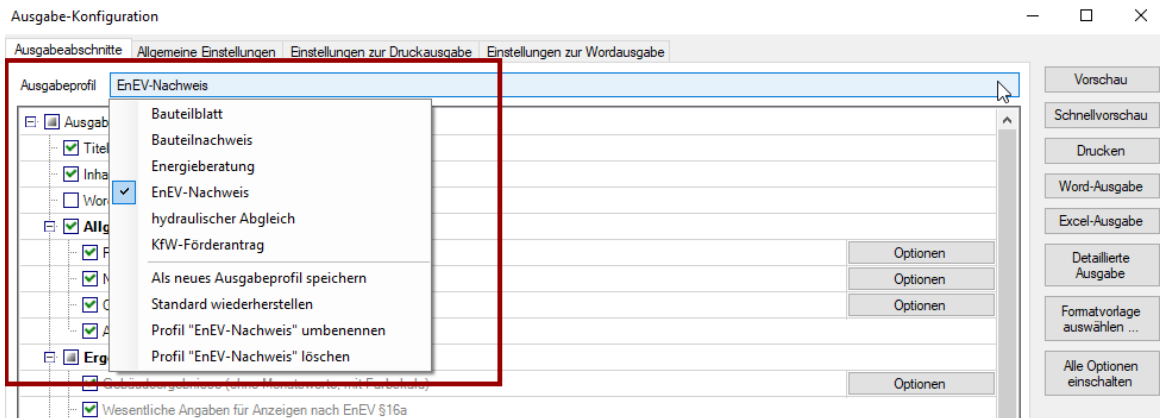 Ausgabe-Konfiguration
Ausgabeabschnitte Allgemeine Einstellungen Einstellungen zur Druckausgabe Einstellungen zur Wordausgabe
Ausgabeprofil EnEV-Nachweis
Bauteilblatt
Bauteilnachweis
Energieberatung
EnEV-Nachweis
hydraulischer Abgleich
KfW-Förderantrag
Als neues Ausgabeprofil speichern
Standard wiederherstellen
Profil "EnEV-Nachweis" umbenennen
Profil "EnEV-Nachweis" löschen
Optionen
Optionen
Optionen
Optionen
Wesentliche Angaben für Anzeigen nach EnEV §16a
Vorschau
Schnellvorschau
Drucken
Word-Ausgabe
Excel-Ausgabe
Detaillierte
Ausgabe
Formatvorlage
auswählen ...
Alle Optionen
einschalten